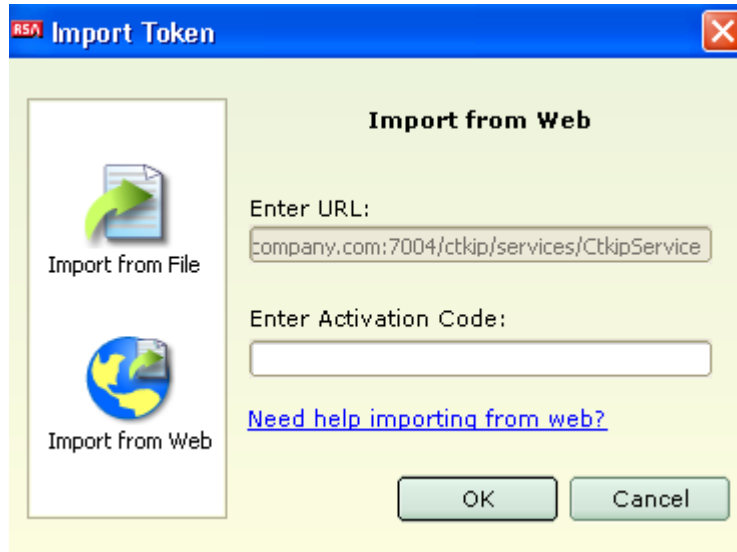 RSA Import Token
Import from Web
Enter URL:
company.com:7004/ctkip/services/CtkipService
Import from File
Enter Activation Code:
Need help importing from web?
Import from Web
OK Cancel